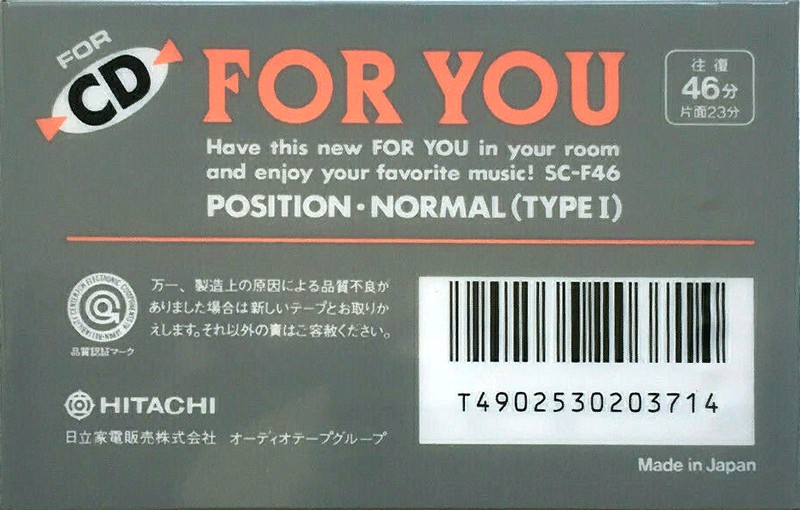 FOR
CD
FOR YOU
往復
46分
片面23分
Have this new FOR YOU in your room
and enjoy your favorite music! SC-F46
POSITION・NORMAL(TYPE I)
万一、製造上の原因による品質不良が
ありました場合は新しいテープとお取りか
えします。それ以外の責はご容赦ください。
品質認証マーク
HITACHI
日立家電販売株式会社 オーディオテープグループ
T4902530203714
Made in Japan